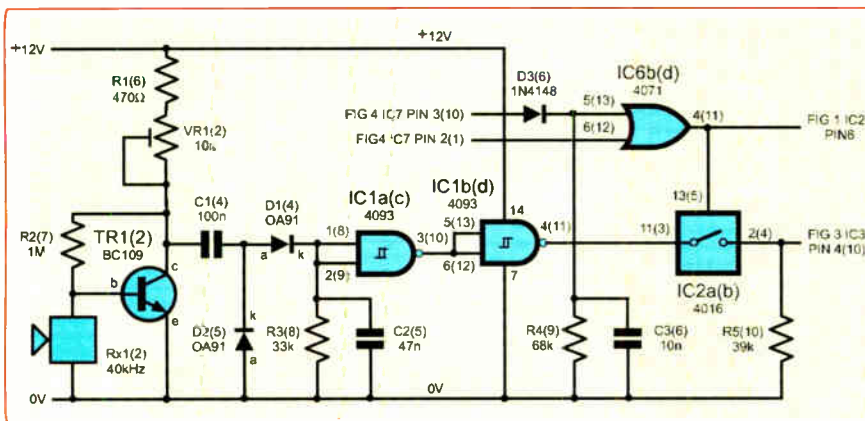 +12V
+12V
R1(6)
470Ω
VR1(2)
10k
R2(7)
1M
TR1(2)
BC109
b
c
e
Rx1(2)
40kHz
0V
C1(4)
100n
D1(4)
OA91
a
k
k
D2(5)
OA91
a
1(8)
2(9)
R3(8)
33k
C2(5)
47n
IC1a(c)
4093
3(10)
IC1b(d)
4093
5(13)
6(12)
14
4(11)
7
0V
FIG 4 IC7 PIN 3(10)
FIG4 IC7 PIN 2(1)
D3(6)
1N4148
5(13)
6(12)
IC6b(d)
4071
4(11)
FIG 1 IC2
PIN6
13(5)
11(3)
2(4)
FIG 3 IC3
PIN 4(10)
IC2a(b)
4016
R4(9)
68k
C3(6)
10n
R5(10)
39k